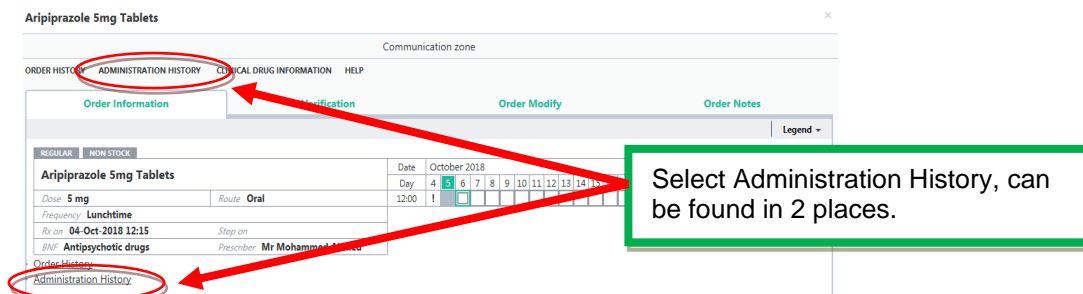 Aripiprazole 5mg Tablets
×
Communication zone
ORDER HISTORY ADMINISTRATION HISTORY CLINICAL DRUG INFORMATION HELP
Order Information Verification Order Modify Order Notes
Legend
REGULAR NON STOCK
Aripiprazole 5mg Tablets
Date October 2018
Day 4 5 6 7 8 9 10 11 12 13 14 15
Dose 5 mg Route Oral
12:00 !
Frequency Lunchtime
Rx on 04-Oct-2018 12:15 Stop on
BNF Antipsychotic drugs Prescriber Mr Mohammed
Order History
Administration History
Select Administration History, can
be found in 2 places.